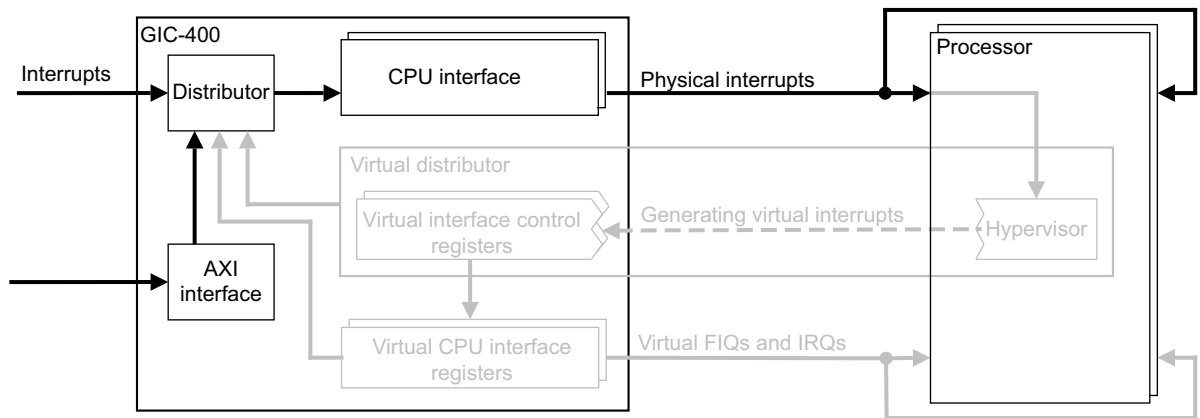 GIC-400
Processor
Interrupts
Distributor
CPU interface
Physical interrupts
Virtual distributor
Virtual interface control
registers
Generating virtual interrupts
Hypervisor
AXI
interface
Virtual CPU interface
registers
Virtual FIQs and IRQs